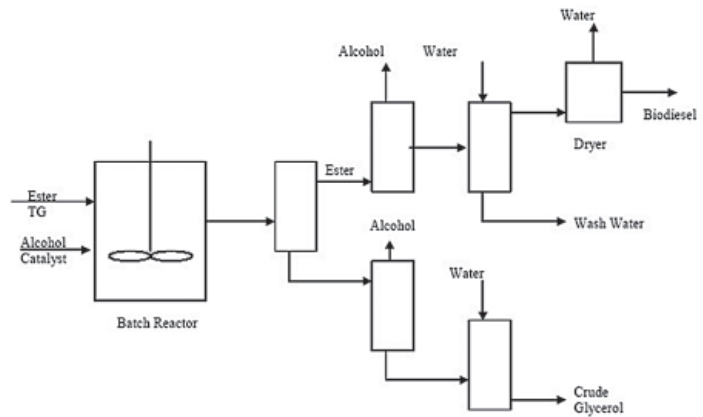 Water
Alcohol
Water
Biodiesel
Dryer
Ester
Ester
TG
Wash Water
Alcohol
Alcohol
Catalyst
Water
Batch Reactor
Crude
Glycerol